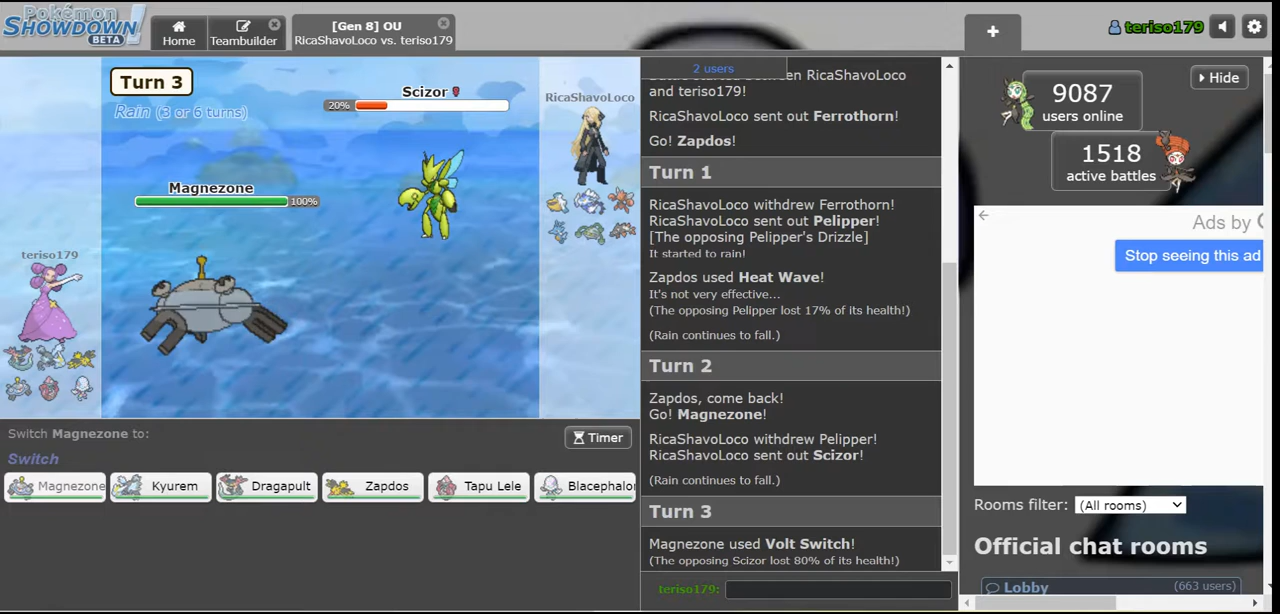 Pokémon
SHOWDOWN!
BETA
Home
Teambuilder
[Gen 8] OU
RicaShavoLoco vs. teriso179
+
teriso179
Turn 3
Rain (3 or 6 turns)
Scizor
20%
Magnezone
100%
RicaShavoLoco
teriso179
Switch Magnezone to:
Timer
Switch
Magnezone
Kyurem
Dragapult
Zapdos
Tapu Lele
Blacephalon
2 users
Battle started between RicaShavoLoco
and teriso179!
RicaShavoLoco sent out Ferrothorn!
Go! Zapdos!
Turn 1
RicaShavoLoco withdrew Ferrothorn!
RicaShavoLoco sent out Pelipper!
[The opposing Pelipper's Drizzle]
It started to rain!
Zapdos used Heat Wave!
It's not very effective...
(The opposing Pelipper lost 17% of its health!)
(Rain continues to fall.)
Turn 2
Zapdos, come back!
Go! Magnezone!
RicaShavoLoco withdrew Pelipper!
RicaShavoLoco sent out Scizor!
(Rain continues to fall.)
Turn 3
Magnezone used Volt Switch!
(The opposing Scizor lost 80% of its health!)
teriso179:
9087
users online
Hide
1518
active battles
Ads by
Stop seeing this ad
Rooms filter: (All rooms)
Official chat rooms
Lobby (663 users)